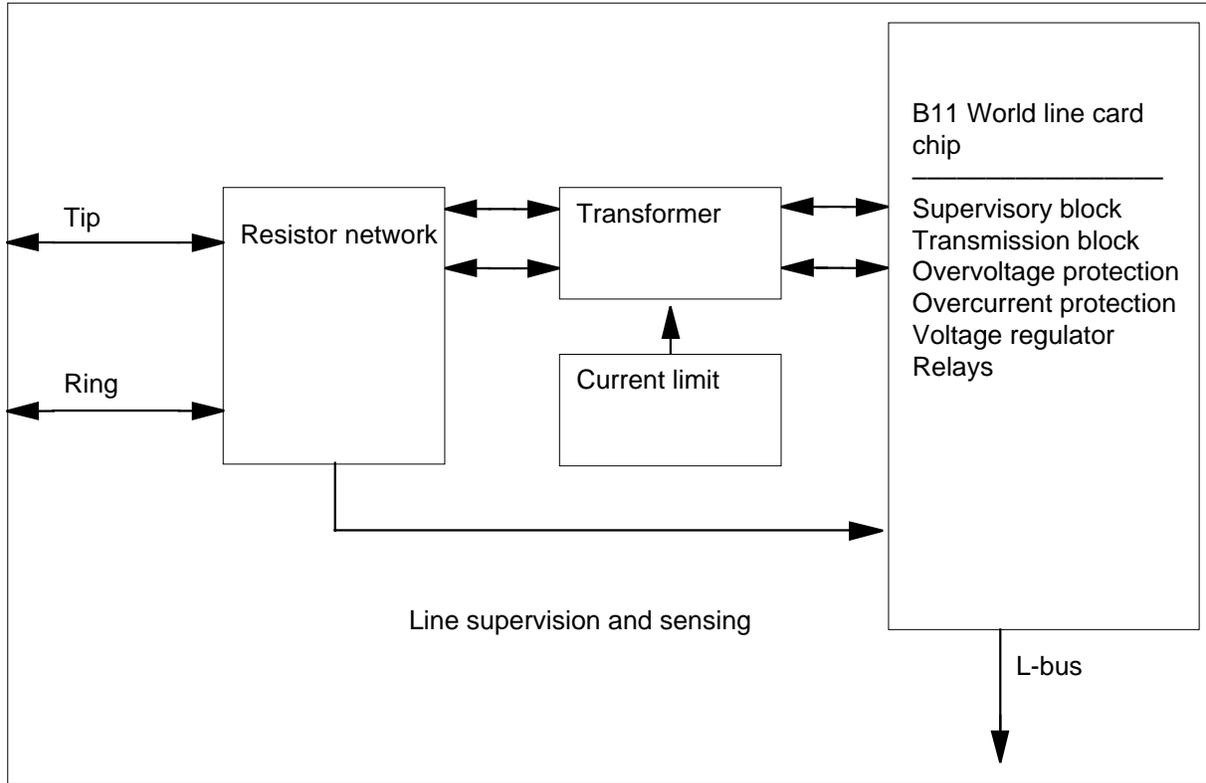 B11 World line card
chip
Tip
Resistor network
Transformer
Supervisory block
Transmission block
Overvoltage protection
Overcurrent protection
Voltage regulator
Relays
Ring
Current limit
Line supervision and sensing
L-bus